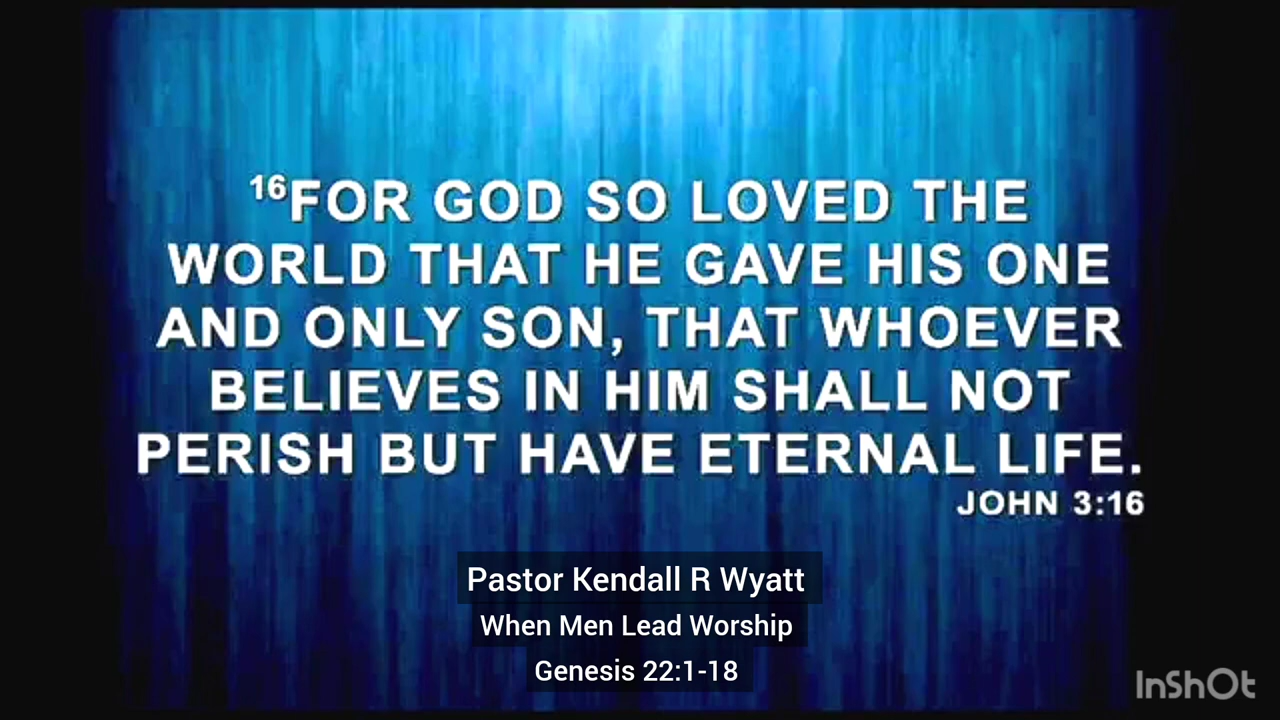 16FOR GOD SO LOVED THE
WORLD THAT HE GAVE HIS ONE
AND ONLY SON, THAT WHOEVER
BELIEVES IN HIM SHALL NOT
PERISH BUT HAVE ETERNAL LIFE.
JOHN 3:16
Pastor Kendall R Wyatt
When Men Lead Worship
Genesis 22:1-18
InShOt